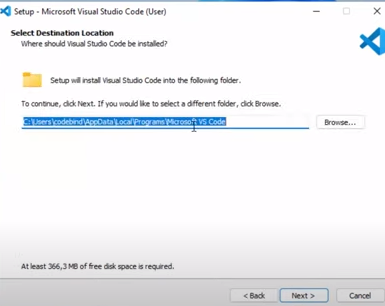 Setup - Microsoft Visual Studio Code (User)
Select Destination Location
Where should Visual Studio Code be installed?
Setup will install Visual Studio Code into the following folder.
To continue, click Next. If you would like to select a different folder, click Browse.
C:\Users\codebind\AppData\Local\Programs\Microsoft VS Code
Browse...
At least 366,3 MB of free disk space is required.
< Back
Next >
Cancel